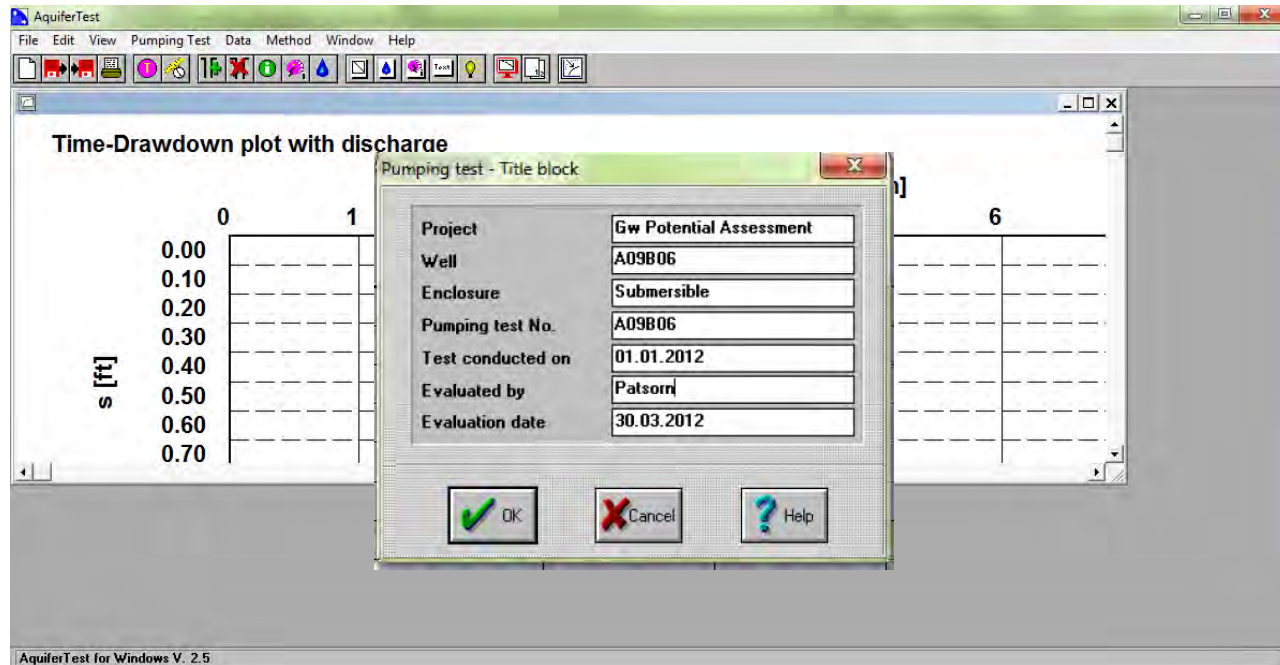 AquiferTest
File Edit View Pumping Test Data Method Window Help
Text
Time-Drawdown plot with discharge
Pumping test - Title block
]
0 1 6
0.00
0.10
0.20
0.30
0.40
0.50
0.60
0.70
s [ft]
Project Gw Potential Assessment
Well A09B06
Enclosure Submersible
Pumping test No. A09B06
Test conducted on 01.01.2012
Evaluated by Patsorn
Evaluation date 30.03.2012
OK Cancel Help
AquiferTest for Windows V. 2.5